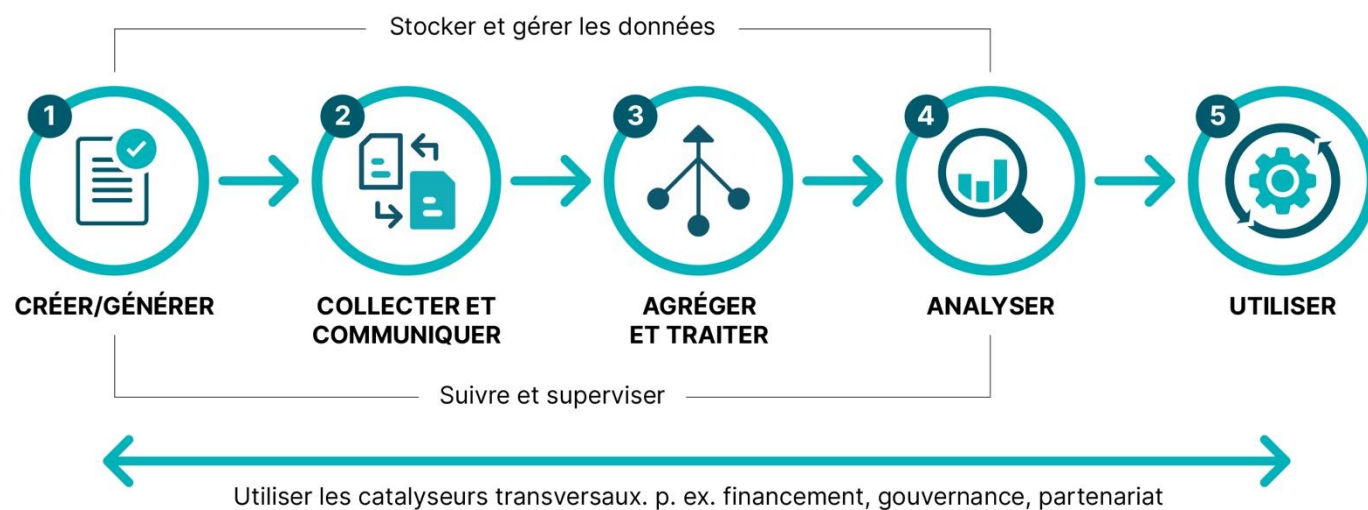 Stocker et gérer les données
1
2
3
4
5
CRÉER/GÉNÉRER
COLLECTER ET
COMMUNIQUER
AGRÉGER
ET TRAITER
ANALYSER
UTILISER
Suivre et superviser
Utiliser les catalyseurs transversaux. p. ex. financement, gouvernance, partenariat